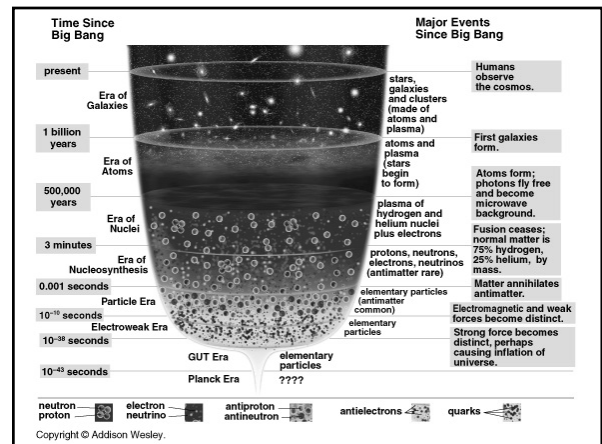 Time Since
Big Bang
Major Events
Since Big Bang
present
Humans
observe
the cosmos.
Era of
Galaxies
stars,
galaxies
and clusters
(made of
atoms and
plasma)
1 billion
years
First galaxies
form.
Era of
Atoms
atoms and
plasma
(stars
begin
to form)
500,000
years
Atoms form;
photons fly free
and become
microwave
background.
Era of
Nuclei
plasma of
hydrogen and
helium nuclei
plus electrons
3 minutes
Fusion ceases;
normal matter is
75% hydrogen,
25% helium, by
mass.
Era of
Nucleosynthesis
protons, neutrons,
electrons, neutrinos
(antimatter rare)
0.001 seconds
Matter annihilates
antimatter.
Particle Era
elementary particles
(antimatter
common)
10⁻¹⁰ seconds
Electromagnetic and weak
forces become distinct.
Electroweak Era
elementary
particles
10⁻³⁸ seconds
Strong force becomes
distinct, perhaps
causing inflation of
universe.
GUT Era
elementary
particles
10⁻⁴³ seconds
Planck Era
????
neutron
proton
electron
neutrino
antiproton
antineutron
antielectrons
quarks
Copyright © Addison Wesley.